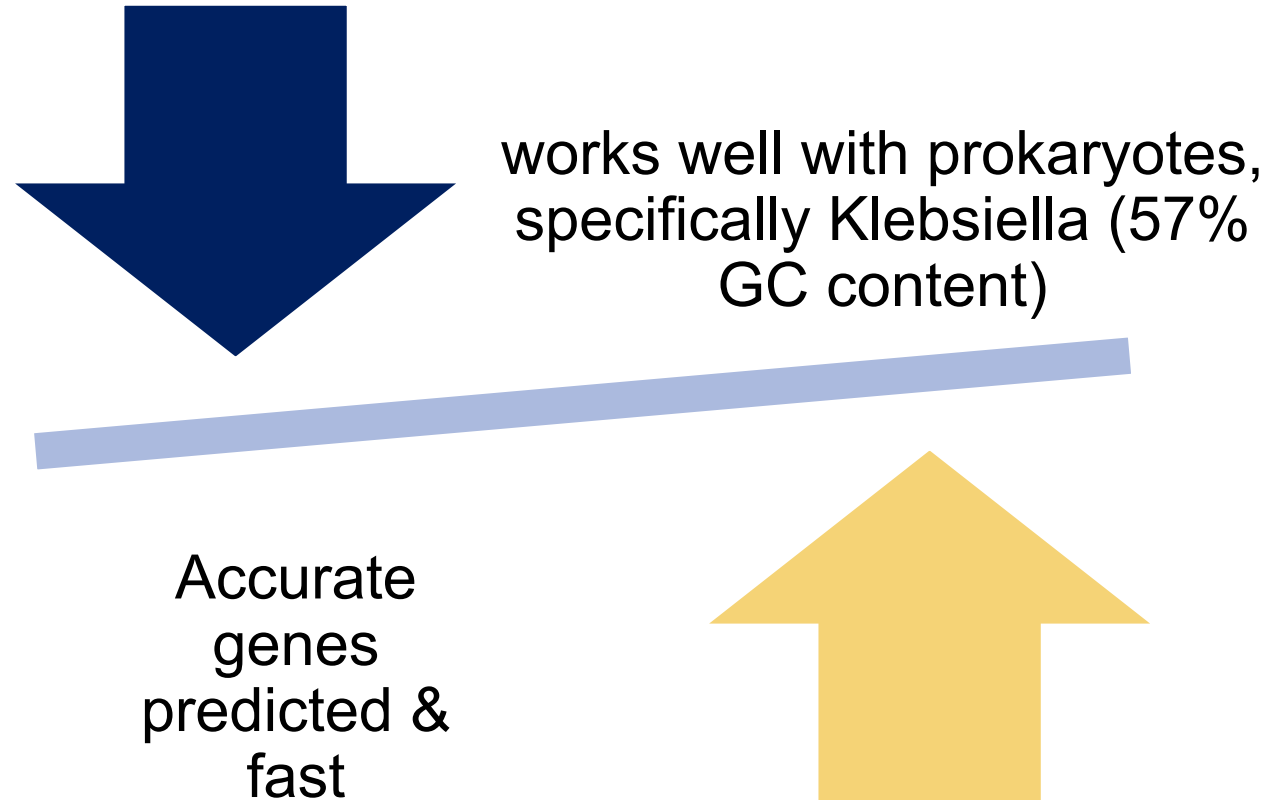 works well with prokaryotes,
specifically Klebsiella (57%
GC content)
Accurate
genes
predicted &
fast